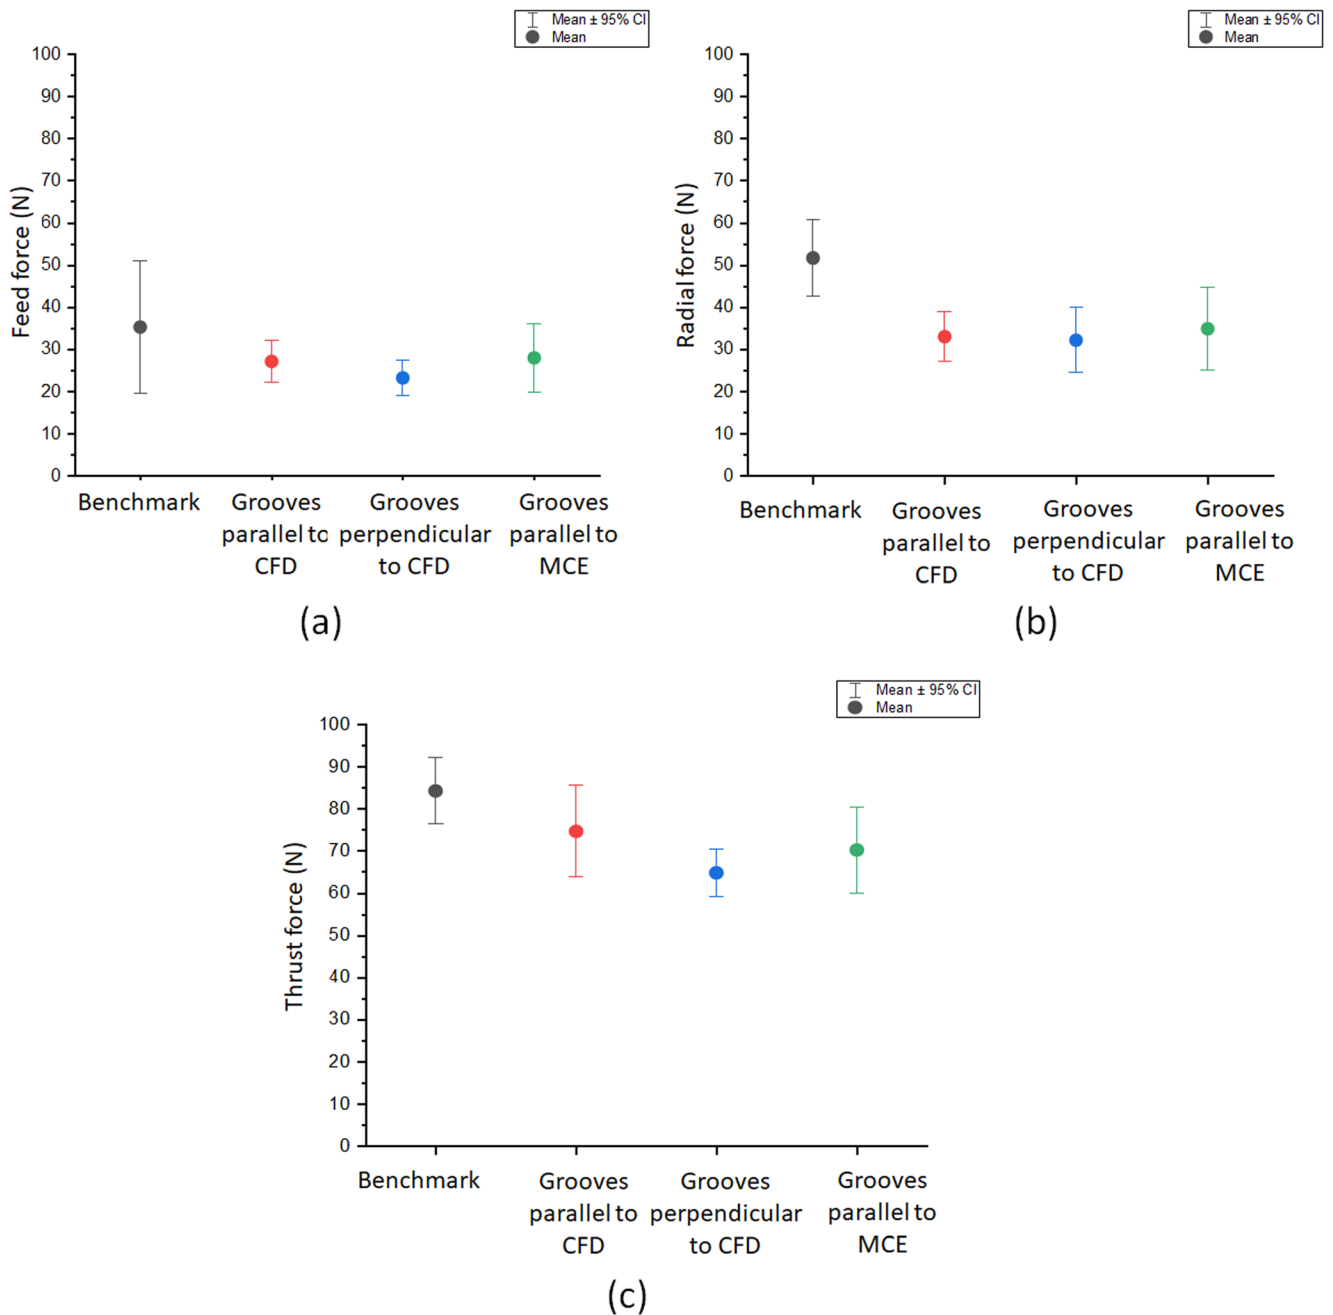 Mean ± 95% CI
Mean
100
90
80
70
60
50
40
30
20
10
0
Feed force (N)
Benchmark
Grooves
parallel to
CFD
Grooves
perpendicular
to CFD
Grooves
parallel to
MCE
(a)
Mean ± 95% CI
Mean
100
90
80
70
60
50
40
30
20
10
0
Radial force (N)
Benchmark
Grooves
parallel to
CFD
Grooves
perpendicular
to CFD
Grooves
parallel to
MCE
(b)
Mean ± 95% CI
Mean
100
90
80
70
60
50
40
30
20
10
0
Thrust force (N)
Benchmark
Grooves
parallel to
CFD
Grooves
perpendicular
to CFD
Grooves
parallel to
MCE
(c)